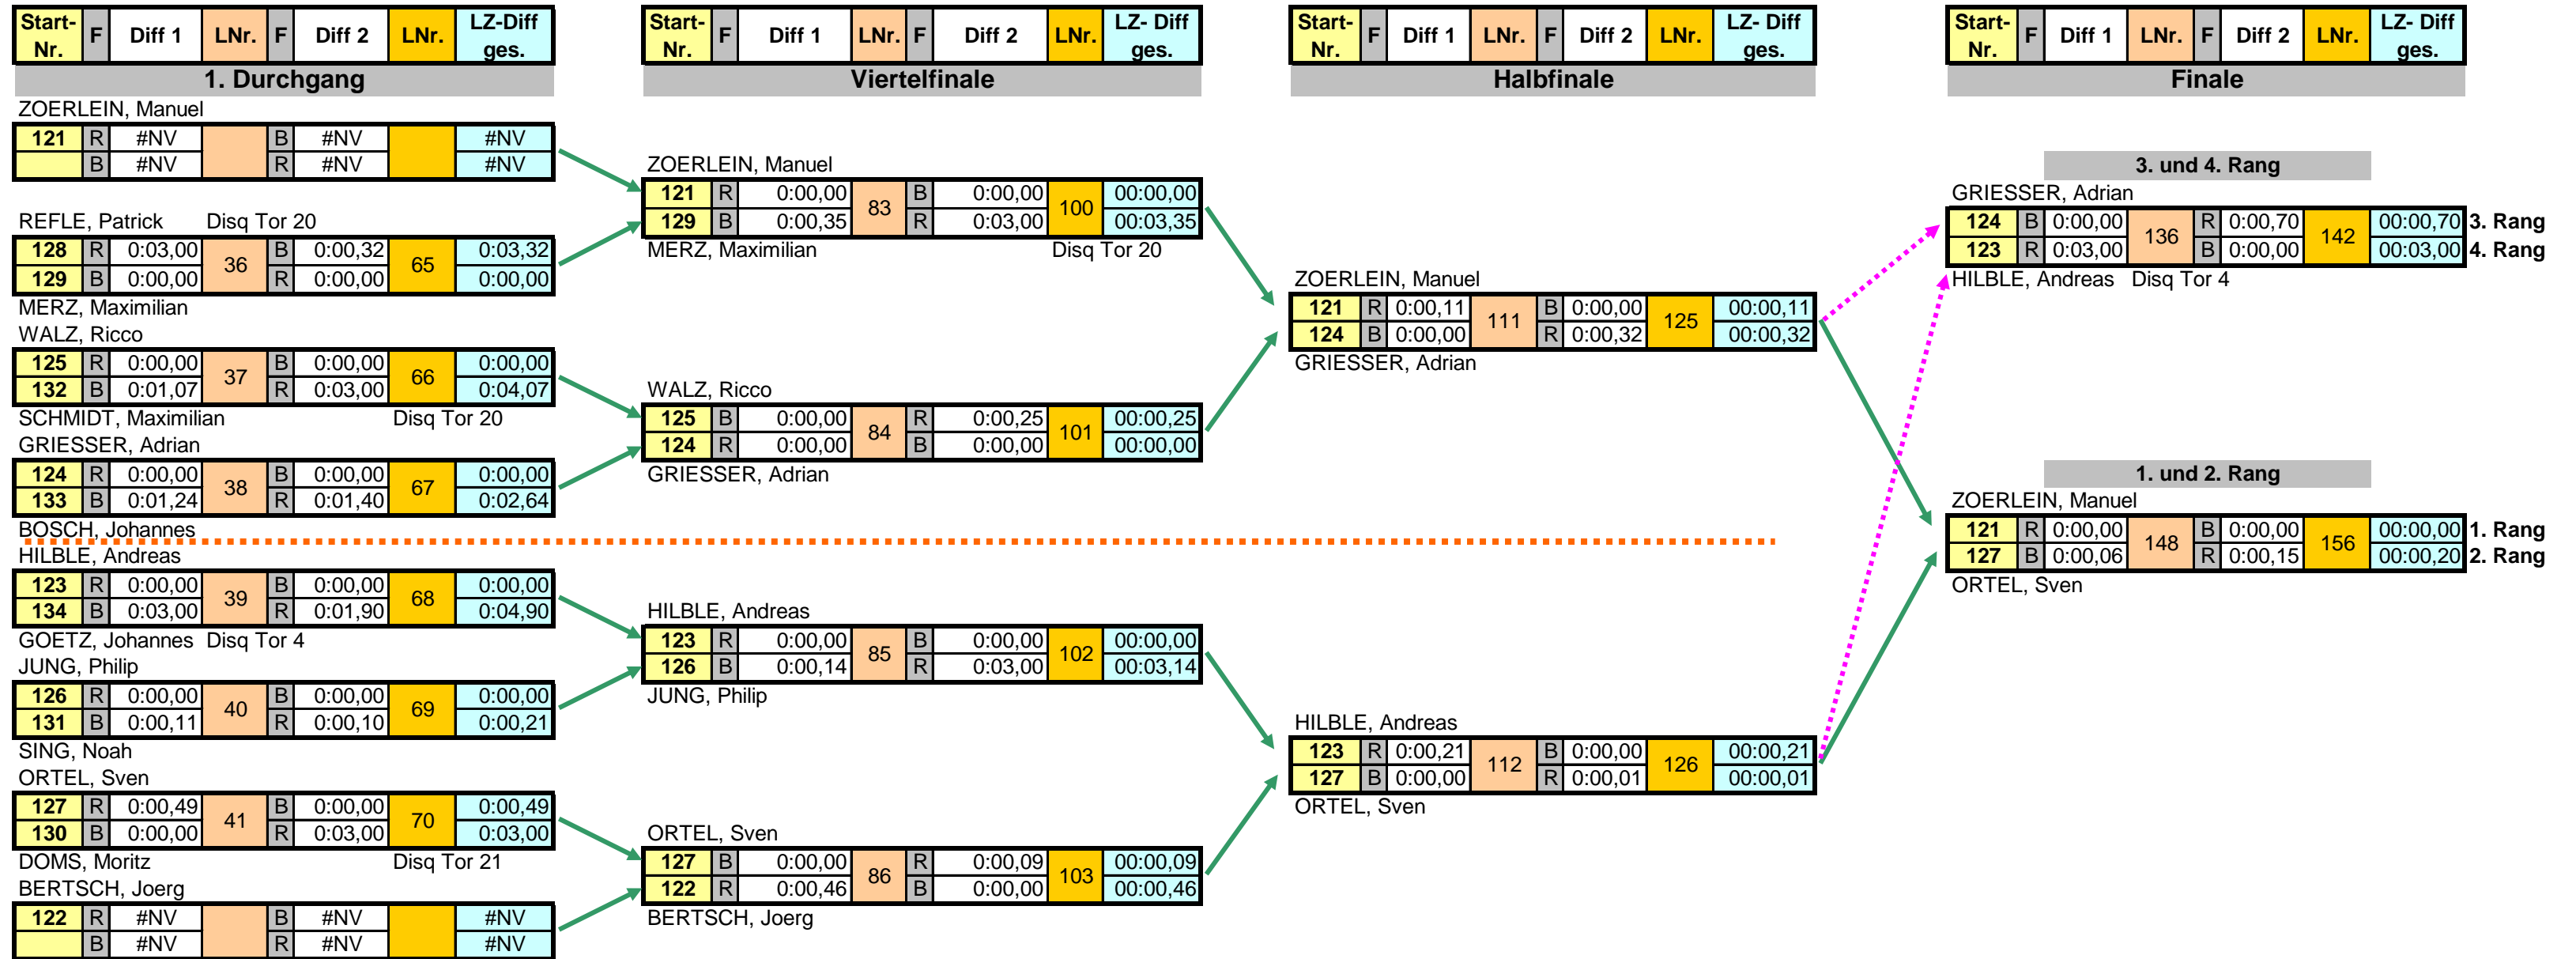 Start-Nr. F Diff 1 LNr. F Diff 2 LNr. LZ-Diff ges.
1. Durchgang
ZOERLEIN, Manuel
121 R #NV B #NV #NV
B #NV R #NV #NV
REFLE, Patrick Disq Tor 20
128 R 0:03,00 36 B 0:00,32 65 0:03,32
129 B 0:00,00 R 0:00,00 0:00,00
MERZ, Maximilian
WALZ, Ricco
125 R 0:00,00 37 B 0:00,00 66 0:00,00
132 B 0:01,07 R 0:03,00 0:04,07
SCHMIDT, Maximilian Disq Tor 20
GRIESSER, Adrian
124 R 0:00,00 38 B 0:00,00 67 0:00,00
133 B 0:01,24 R 0:01,40 0:02,64
BOSCH, Johannes
HILBLE, Andreas
123 R 0:00,00 39 B 0:00,00 68 0:00,00
134 B 0:03,00 R 0:01,90 0:04,90
GOETZ, Johannes Disq Tor 4
JUNG, Philip
126 R 0:00,00 40 B 0:00,00 69 0:00,00
131 B 0:00,11 R 0:00,10 0:00,21
SING, Noah
ORTEL, Sven
127 R 0:00,49 41 B 0:00,00 70 0:00,49
130 B 0:00,00 R 0:03,00 0:03,00
DOMS, Moritz Disq Tor 21
BERTSCH, Joerg
122 R #NV B #NV #NV
B #NV R #NV #NV
Start-Nr. F Diff 1 LNr. F Diff 2 LNr. LZ- Diff ges.
Viertelfinale
ZOERLEIN, Manuel
121 R 0:00,00 83 B 0:00,00 100 00:00,00
129 B 0:00,35 R 0:03,00 00:03,35
MERZ, Maximilian Disq Tor 20
WALZ, Ricco
125 B 0:00,00 84 R 0:00,25 101 00:00,25
124 R 0:00,00 B 0:00,00 00:00,00
GRIESSER, Adrian
HILBLE, Andreas
123 R 0:00,00 85 B 0:00,00 102 00:00,00
126 B 0:00,14 R 0:03,00 00:03,14
JUNG, Philip
ORTEL, Sven
127 B 0:00,00 86 R 0:00,09 103 00:00,09
122 R 0:00,46 B 0:00,00 00:00,46
BERTSCH, Joerg
Start-Nr. F Diff 1 LNr. F Diff 2 LNr. LZ- Diff ges.
Halbfinale
ZOERLEIN, Manuel
121 R 0:00,11 111 B 0:00,00 125 00:00,11
124 B 0:00,00 R 0:00,32 00:00,32
GRIESSER, Adrian
HILBLE, Andreas
123 R 0:00,21 112 B 0:00,00 126 00:00,21
127 B 0:00,00 R 0:00,01 00:00,01
ORTEL, Sven
Start-Nr. F Diff 1 LNr. F Diff 2 LNr. LZ- Diff ges.
Finale
3. und 4. Rang
GRIESSER, Adrian
124 B 0:00,00 136 R 0:00,70 142 00:00,70 3. Rang
123 R 0:03,00 B 0:00,00 00:03,00 4. Rang
HILBLE, Andreas Disq Tor 4
1. und 2. Rang
ZOERLEIN, Manuel
121 R 0:00,00 148 B 0:00,00 156 00:00,00 1. Rang
127 B 0:00,06 R 0:00,15 00:00,20 2. Rang
ORTEL, Sven